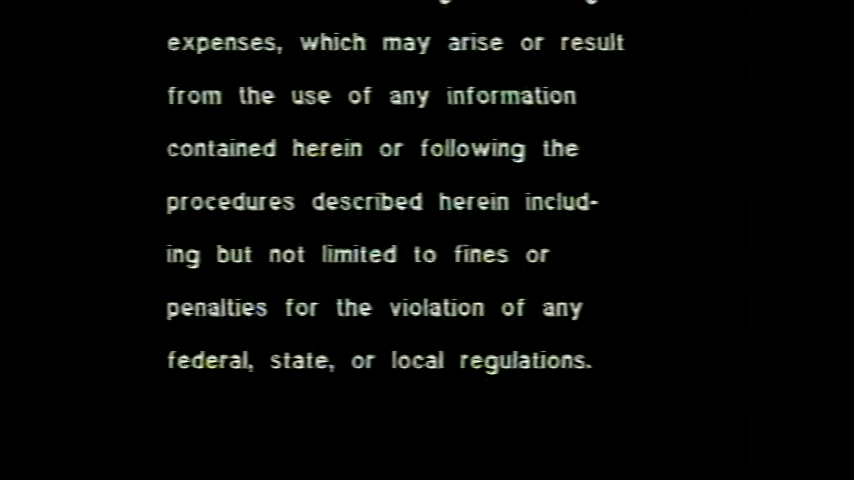 expenses, which may arise or result
from the use of any information
contained herein or following the
procedures described herein includ-
ing but not limited to fines or
penalties for the violation of any
federal, state, or local regulations.